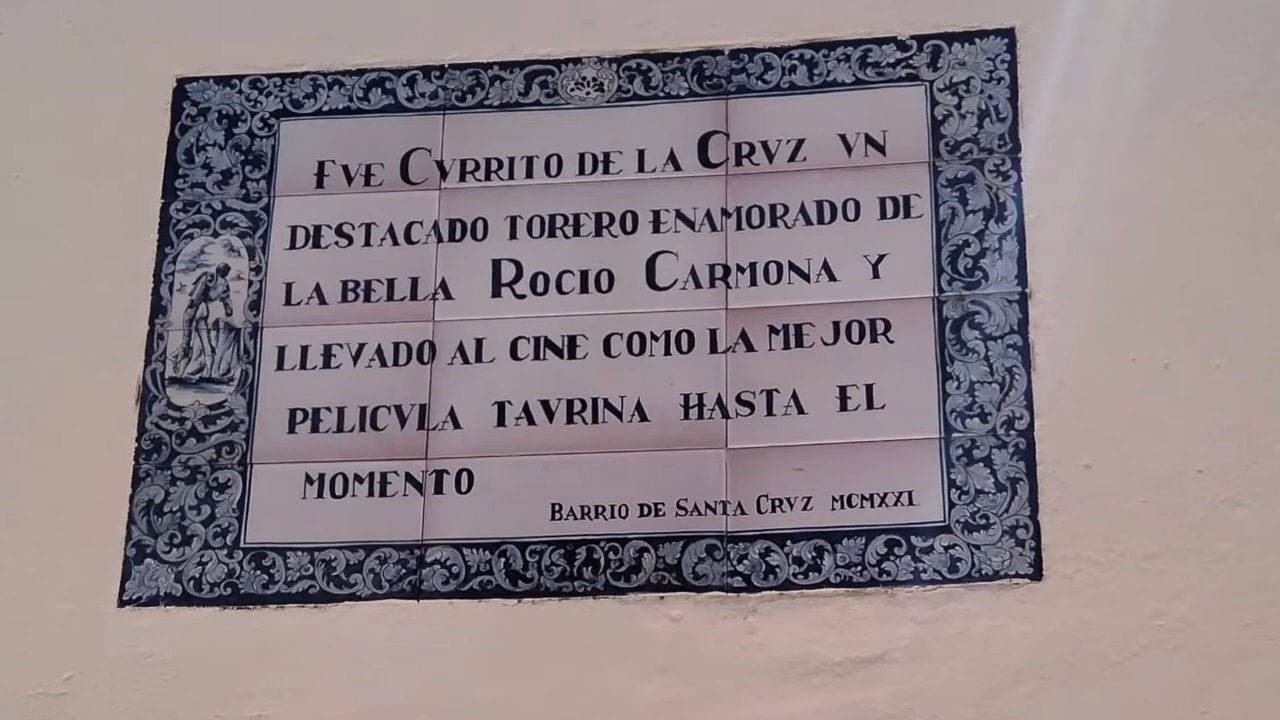 FVE CVRRITO DE LA CRVZ VN
DESTACADO TORERO ENAMORADO DE
LA BELLA ROCIO CARMONA Y
LLEVADO AL CINE COMO LA MEJOR
PELICVLA TAVRINA HASTA EL
MOMENTO
BARRIO DE SANTA CRVZ MCMXXI